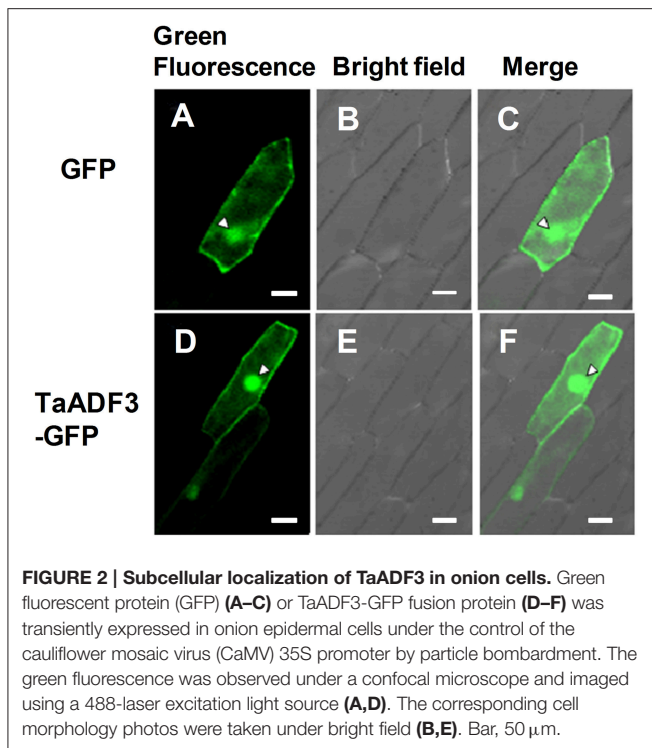 Green
Fluorescence Bright field Merge
GFP
A B C
TaADF3
-GFP
D E F
FIGURE 2 | Subcellular localization of TaADF3 in onion cells. Green
fluorescent protein (GFP) (A–C) or TaADF3-GFP fusion protein (D–F) was
transiently expressed in onion epidermal cells under the control of the
cauliflower mosaic virus (CaMV) 35S promoter by particle bombardment. The
green fluorescence was observed under a confocal microscope and imaged
using a 488-laser excitation light source (A,D). The corresponding cell
morphology photos were taken under bright field (B,E). Bar, 50 μm.